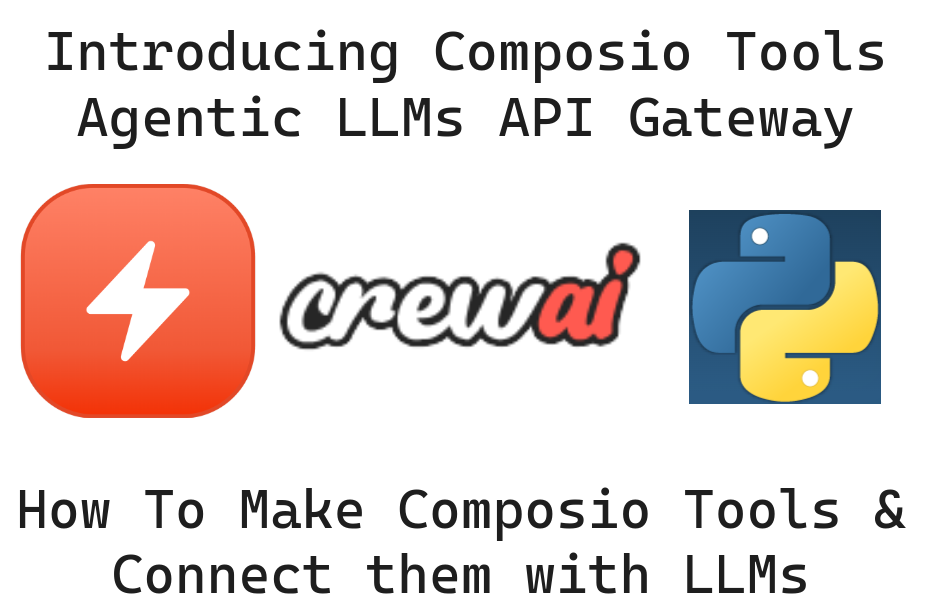 Introducing Composio Tools
Agentic LLMs API Gateway
crewai
How To Make Composio Tools &
Connect them with LLMs